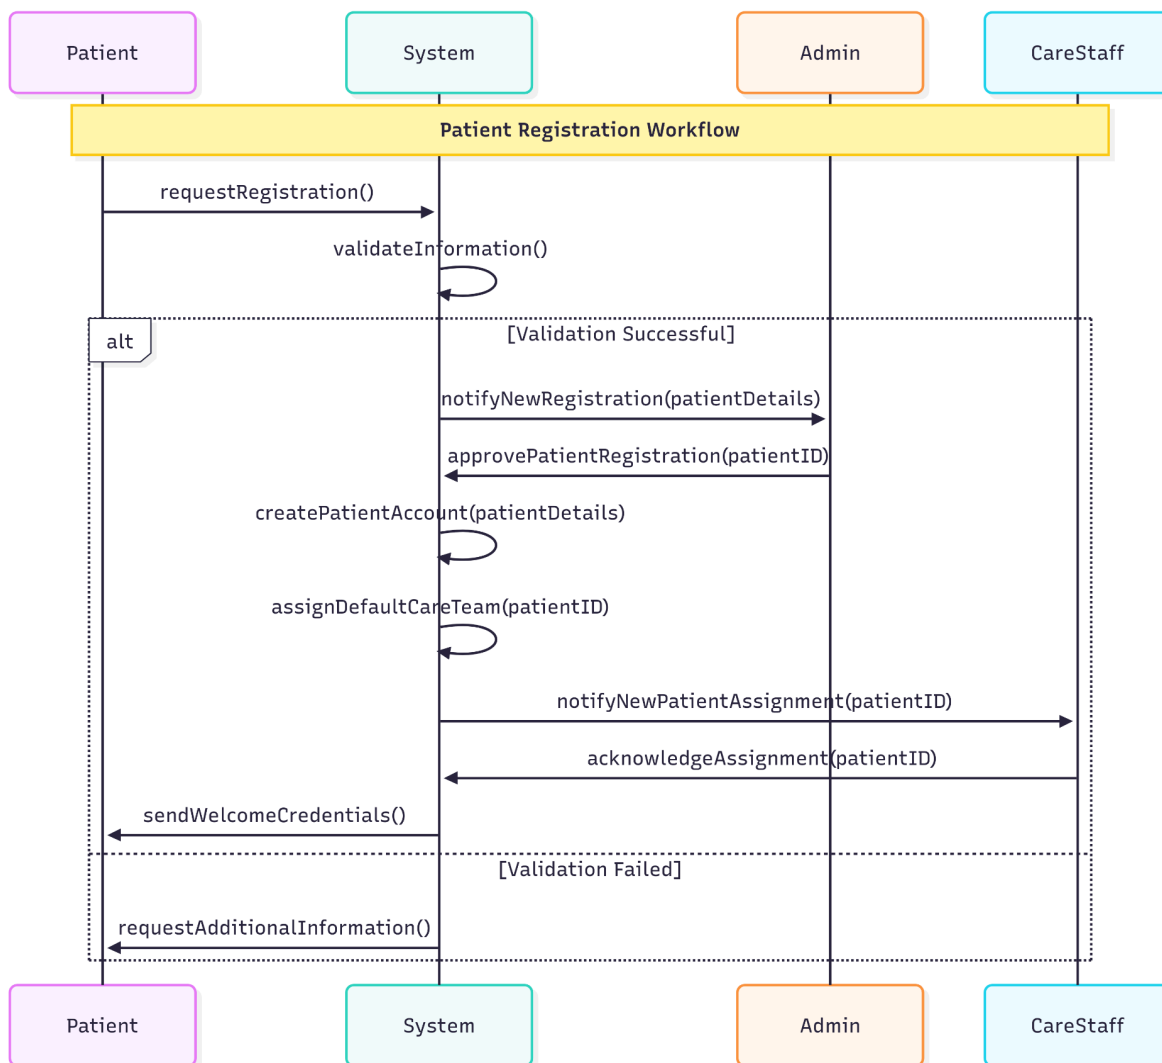 Patient
System
Admin
CareStaff
Patient Registration Workflow
requestRegistration()
validateInformation()
alt
[Validation Successful]
notifyNewRegistration(patientDetails)
approvePatientRegistration(patientID)
createPatientAccount(patientDetails)
assignDefaultCareTeam(patientID)
notifyNewPatientAssignment(patientID)
acknowledgeAssignment(patientID)
sendWelcomeCredentials()
[Validation Failed]
requestAdditionalInformation()
Patient
System
Admin
CareStaff